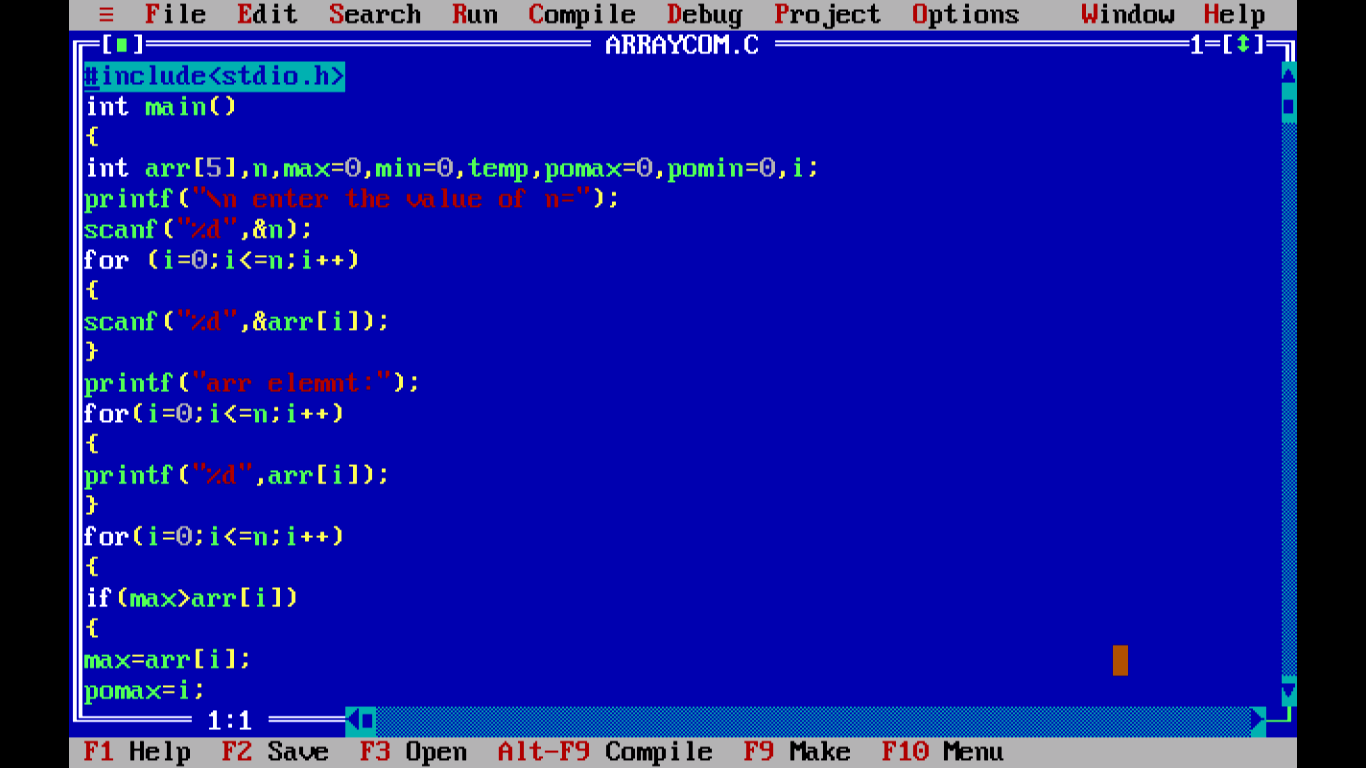 ≡ File Edit Search Run Compile Debug Project Options Window Help
[■] ARRAYCOM.C 1=[↕]
#include<stdio.h>
int main()
{
int arr[5],n,max=0,min=0,temp,pomax=0,pomin=0,i;
printf("\n enter the value of n=");
scanf("%d",&n);
for (i=0;i<=n;i++)
{
scanf("%d",&arr[i]);
}
printf("arr elemnt:");
for(i=0;i<=n;i++)
{
printf("%d",arr[i]);
}
for(i=0;i<=n;i++)
{
if(max>arr[i])
{
max=arr[i];
pomax=i;
1:1
F1 Help F2 Save F3 Open Alt-F9 Compile F9 Make F10 Menu